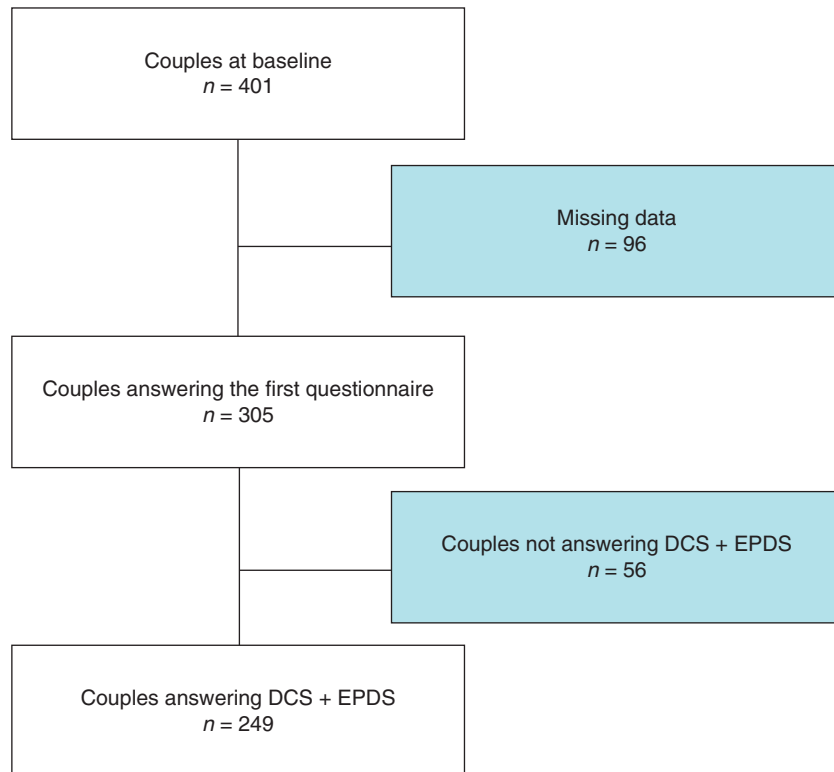 Couples at baseline
n = 401
Missing data
n = 96
Couples answering the first questionnaire
n = 305
Couples not answering DCS + EPDS
n = 56
Couples answering DCS + EPDS
n = 249